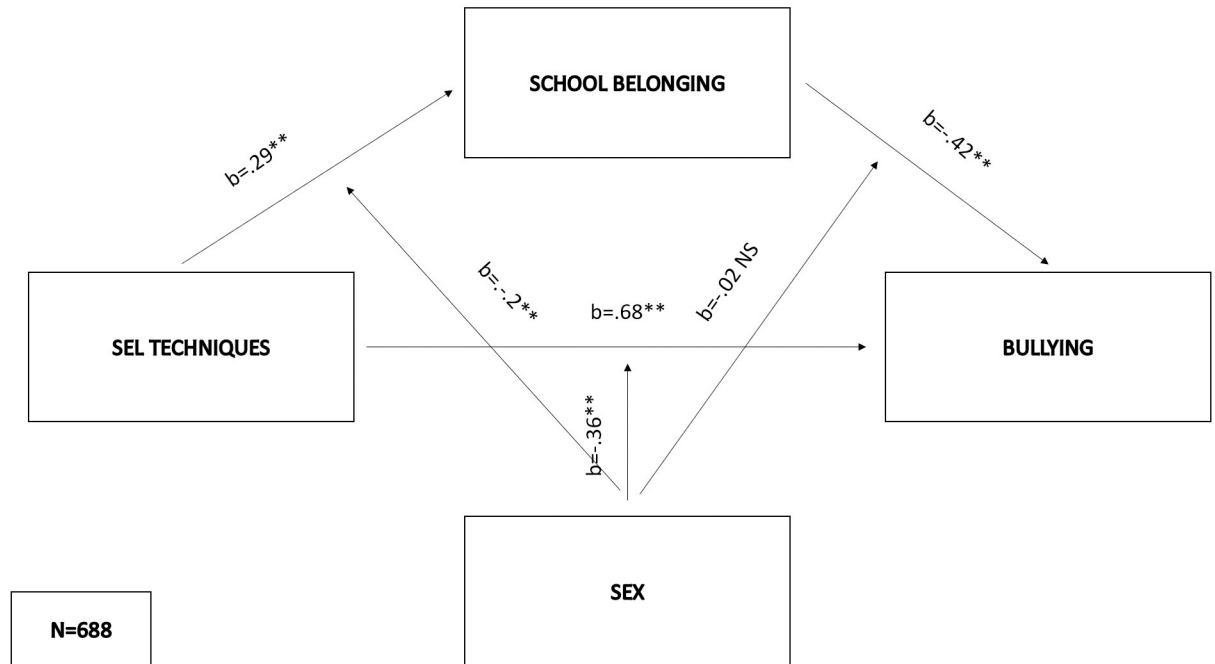 SCHOOL BELONGING
b=.29**
b=-.42**
b=.-.2**
b=.68**
b=-.02 NS
SEL TECHNIQUES
BULLYING
b=-.36**
SEX
N=688